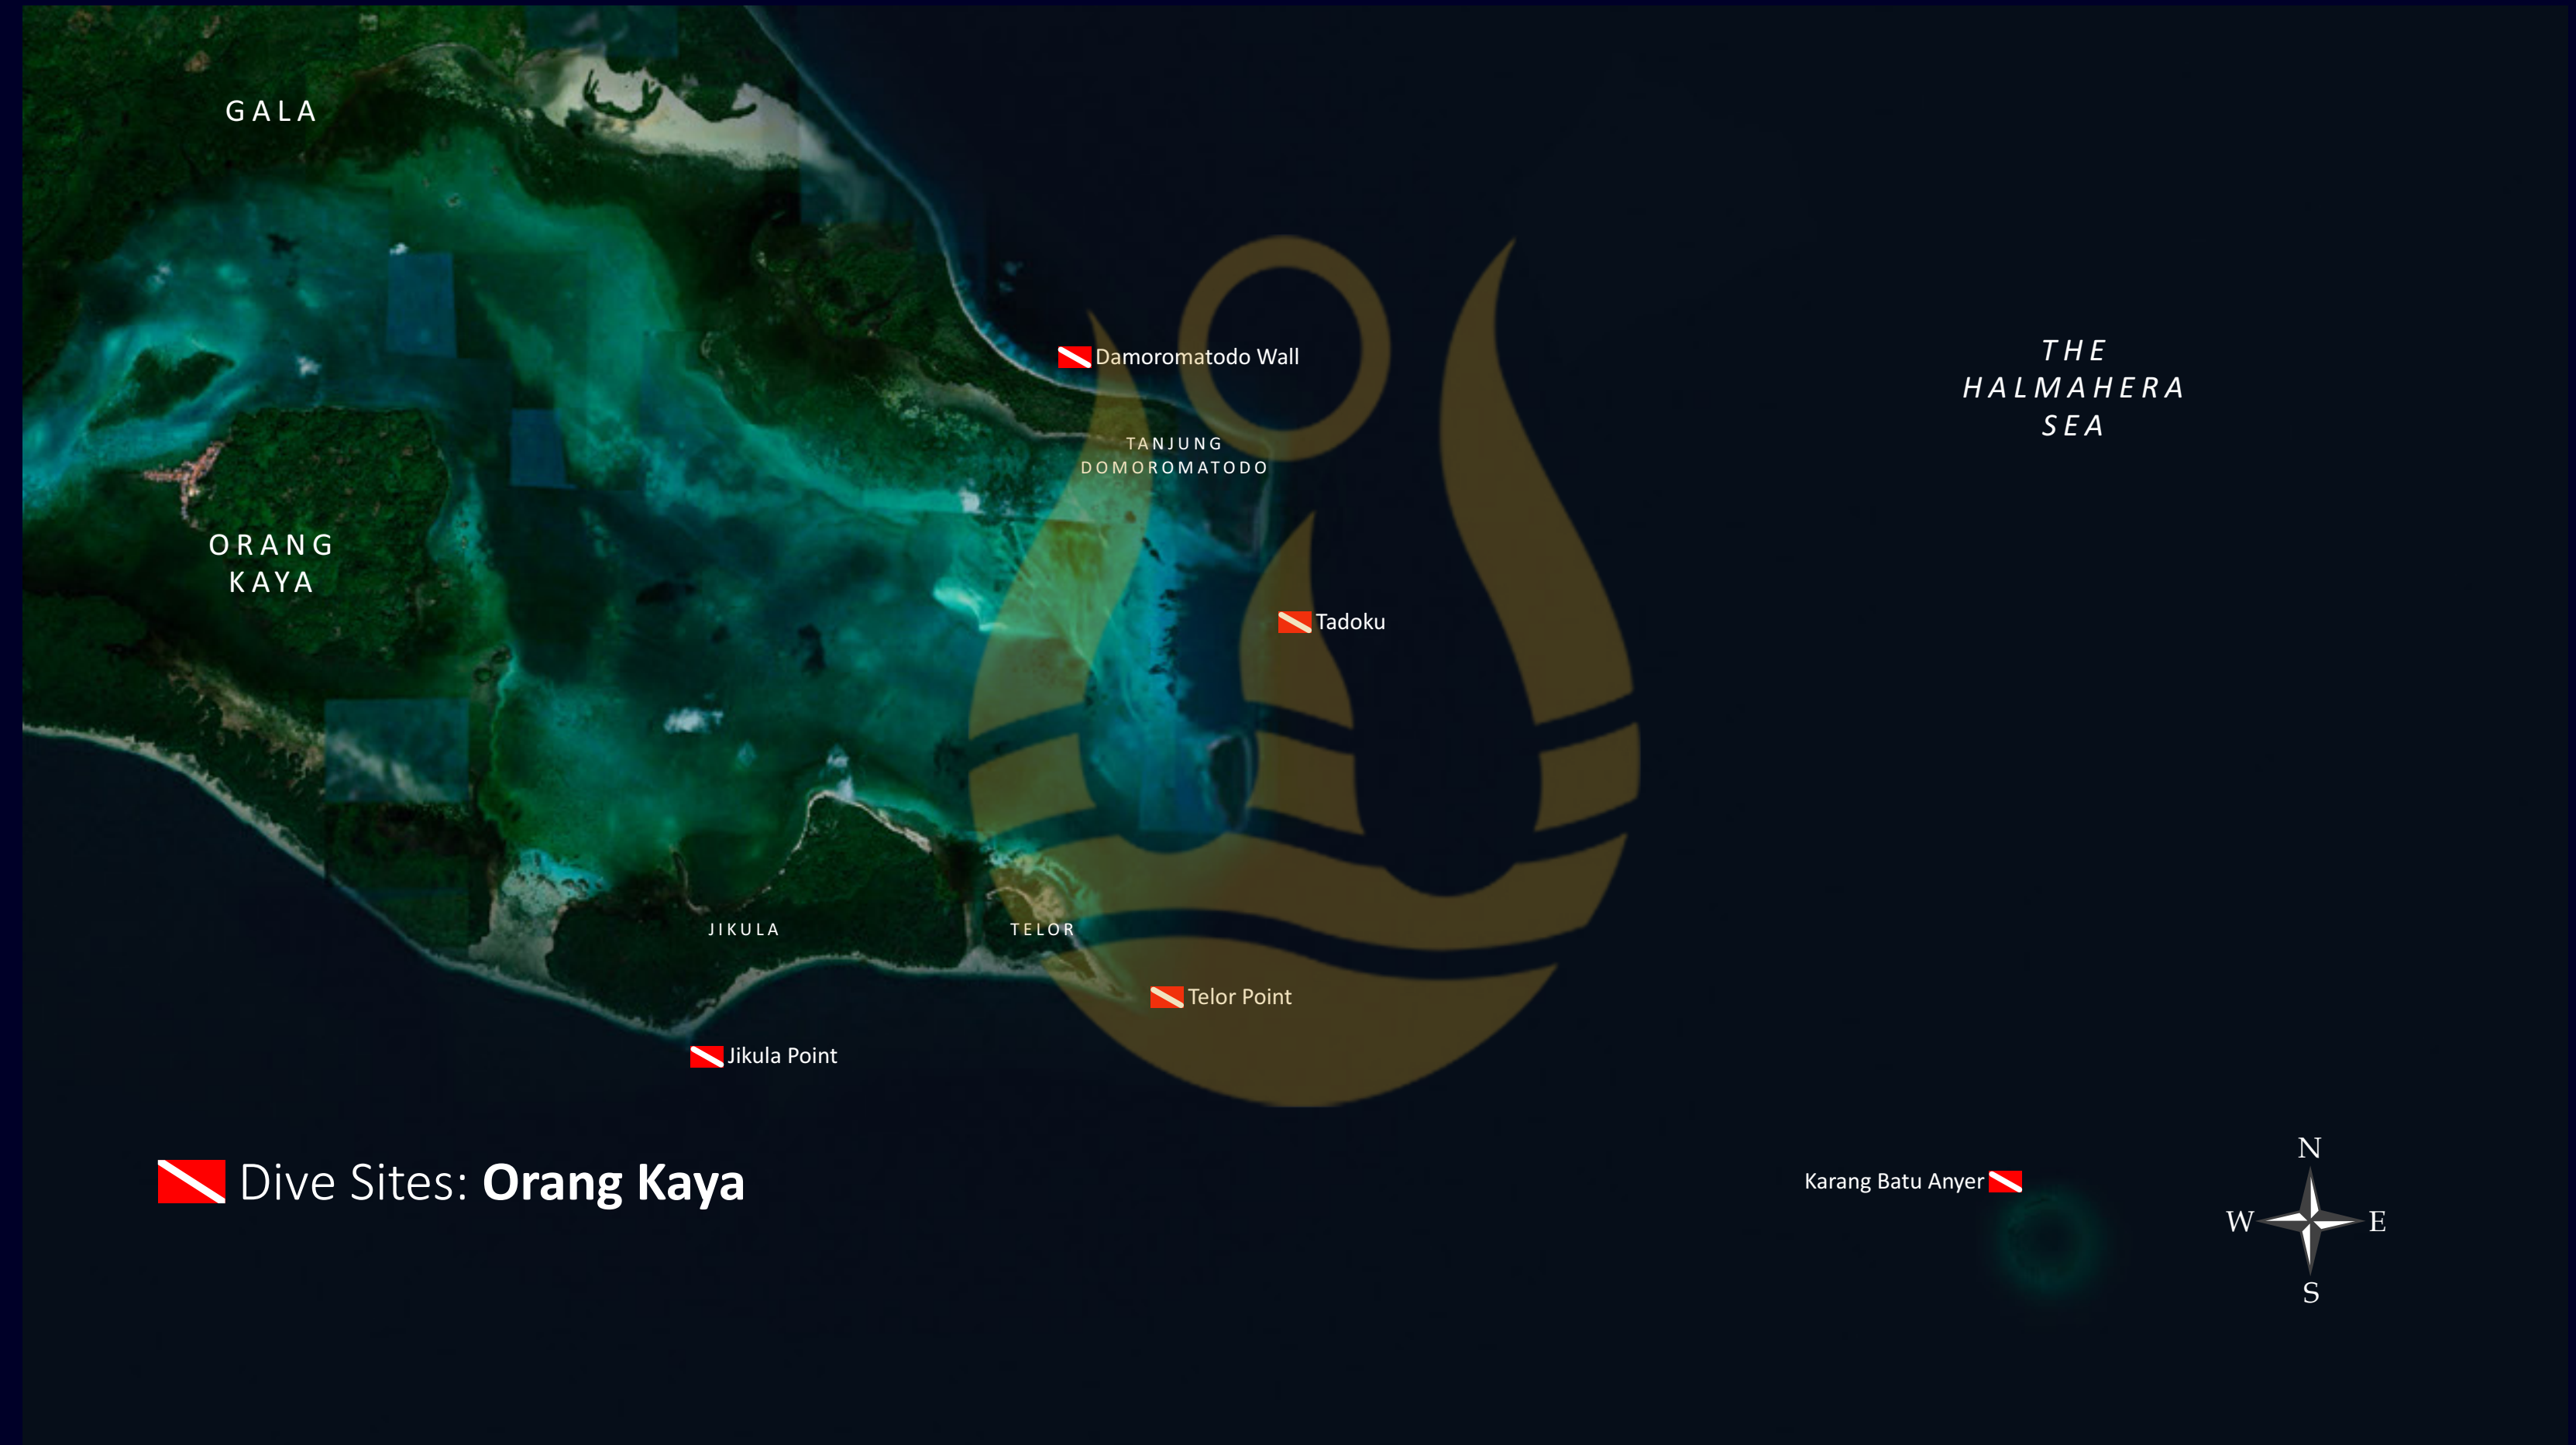 GALA
Damoromatodo Wall
THE
HALMAHERA
SEA
TANJUNG
DOMOROMATODO
ORANG
KAYA
Tadoku
JIKULA
TELOR
Telor Point
Jikula Point
Dive Sites: Orang Kaya
Karang Batu Anyer
N
W
E
S